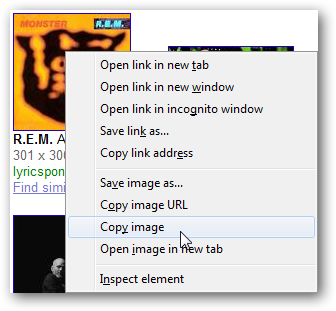 MONSTER R.E.M.
Open link in new tab
Open link in new window
Open link in incognito window
Save link as...
Copy link address
R.E.M. A
301 x 300
lyricspon
Find simi
Save image as...
Copy image URL
Copy image
Open image in new tab
Inspect element